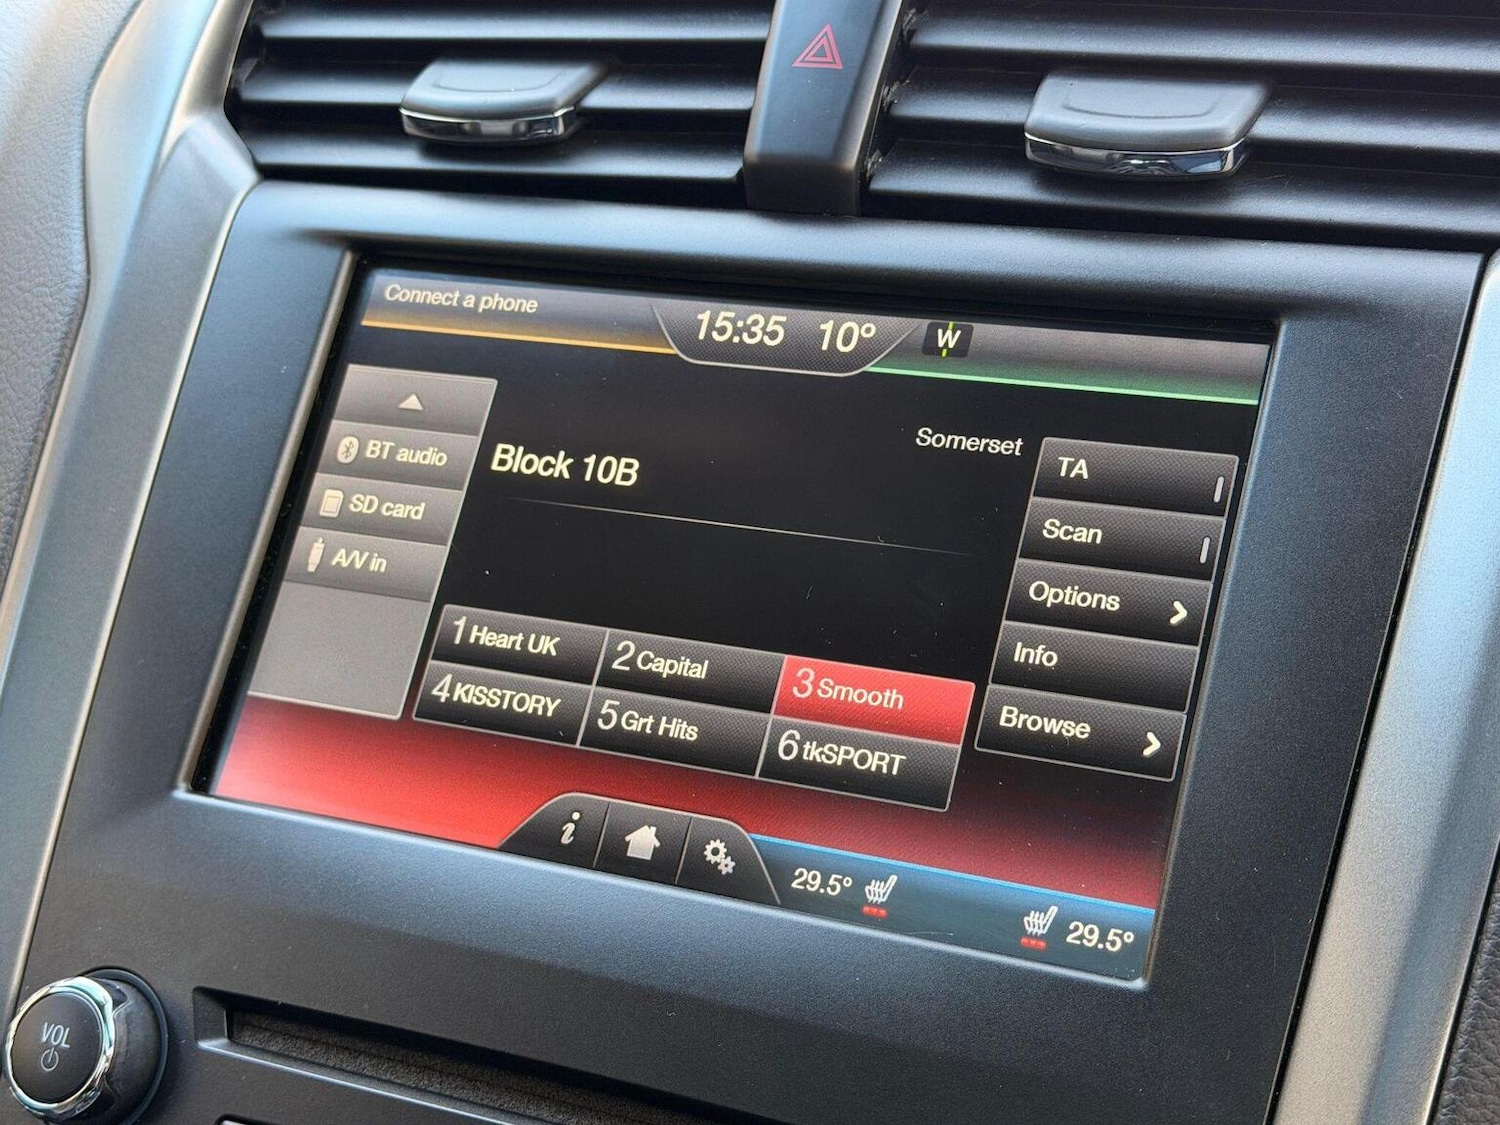 Connect a phone
15:35 10° W
BT audio
SD card
A/V in
Block 10B
Somerset
TA
Scan
Options
Info
Browse
1 Heart UK
2 Capital
3 Smooth
4 KISSTORY
5 Grt Hits
6 tkSPORT
i
29.5°
29.5°
VOL